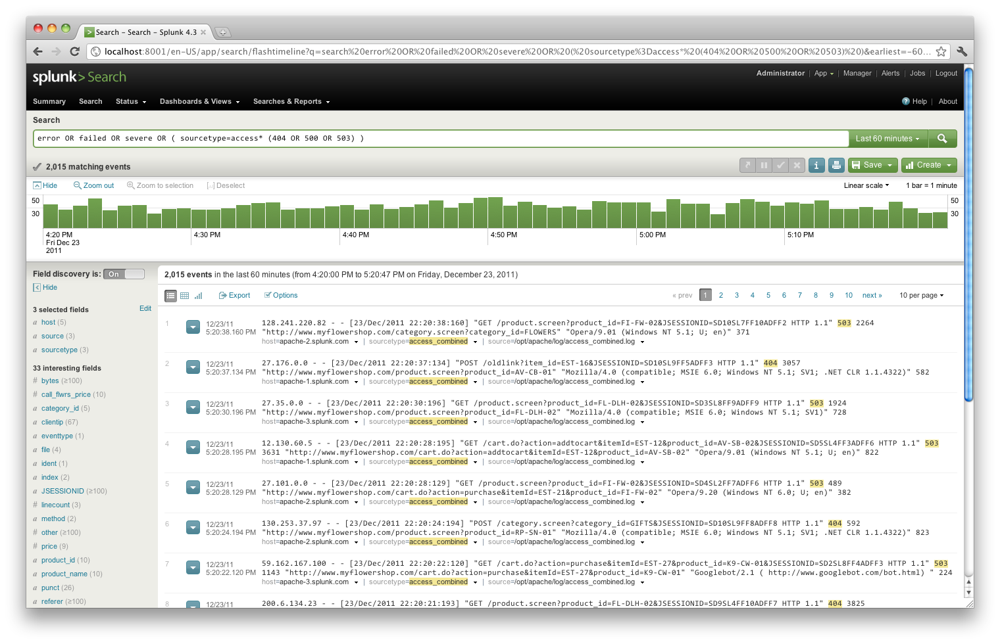 Search – Search – Splunk 4.3
localhost:8001/en-US/app/search/flashtimeline?q=search%20error%20OR%20failed%20OR%20severe%20OR%20(%20sourcetype%3Daccess*%20(404%20OR%20500%20OR%20503)%20)&earliest=-60...
splunk> Search
Administrator | App | Manager | Alerts | Jobs | Logout
Summary Search Status Dashboards & Views Searches & Reports
? Help | About
Search
error OR failed OR severe OR ( sourcetype=access* (404 OR 500 OR 503) )
Last 60 minutes
2,015 matching events
i Save Create
Hide Zoom out Zoom to selection [..] Deselect
Linear scale 1 bar = 1 minute
50 50
30 30
4:20 PM 4:30 PM 4:40 PM 4:50 PM 5:00 PM 5:10 PM
Fri Dec 23
2011
Field discovery is: On
Hide
3 selected fields Edit
a host (5)
a source (3)
a sourcetype (3)
33 interesting fields
# bytes (≥100)
# call_flwrs_price (10)
a category_id (5)
a clientip (67)
a eventtype (1)
a file (4)
a ident (1)
a index (2)
a JSESSIONID (≥100)
# linecount (3)
a method (2)
# other (≥100)
# price (9)
a product_id (10)
a product_name (10)
a punct (26)
a referer (≥100)
2,015 events in the last 60 minutes (from 4:20:00 PM to 5:20:47 PM on Friday, December 23, 2011)
Export Options
« prev 1 2 3 4 5 6 7 8 9 10 next » 10 per page
1 12/23/11 5:20:38.160 PM
128.241.220.82 - - [23/Dec/2011 22:20:38:160] "GET /product.screen?product_id=FI-FW-02&JSESSIONID=SD10SL7FF10ADFF2 HTTP 1.1" 503 2264
"http://www.myflowershop.com/category.screen?category_id=FLOWERS" "Opera/9.01 (Windows NT 5.1; U; en)" 371
host=apache-2.splunk.com | sourcetype=access_combined | source=/opt/apache/log/access_combined.log
2 12/23/11 5:20:37.134 PM
27.176.0.0 - - [23/Dec/2011 22:20:37:134] "POST /oldlink?item_id=EST-16&JSESSIONID=SD10SL9FF5ADFF3 HTTP 1.1" 404 3057
"http://www.myflowershop.com/product.screen?product_id=AV-CB-01" "Mozilla/4.0 (compatible; MSIE 6.0; Windows NT 5.1; SV1; .NET CLR 1.1.4322)" 582
host=apache-1.splunk.com | sourcetype=access_combined | source=/opt/apache/log/access_combined.log
3 12/23/11 5:20:30.196 PM
27.35.0.0 - - [23/Dec/2011 22:20:30:196] "GET /product.screen?product_id=FL-DLH-02&JSESSIONID=SD3SL8FF9ADFF9 HTTP 1.1" 503 1924
"http://www.myflowershop.com/product.screen?product_id=FL-DLH-02" "Mozilla/4.0 (compatible; MSIE 6.0; Windows NT 5.1; SV1)" 728
host=apache-3.splunk.com | sourcetype=access_combined | source=/opt/apache/log/access_combined.log
4 12/23/11 5:20:28.195 PM
12.130.60.5 - - [23/Dec/2011 22:20:28:195] "GET /cart.do?action=addtocart&itemId=EST-12&product_id=AV-SB-02&JSESSIONID=SD5SL4FF3ADFF6 HTTP 1.1" 503
3631 "http://www.myflowershop.com/cart.do?action=addtocart&itemId=EST-12&product_id=AV-SB-02" "Opera/9.01 (Windows NT 5.1; U; en)" 822
host=apache-1.splunk.com | sourcetype=access_combined | source=/opt/apache/log/access_combined.log
5 12/23/11 5:20:28.129 PM
27.101.0.0 - - [23/Dec/2011 22:20:28:129] "GET /product.screen?product_id=FI-FW-02&JSESSIONID=SD4SL2FF7ADFF6 HTTP 1.1" 503 489
"http://www.myflowershop.com/cart.do?action=purchase&itemId=EST-21&product_id=FI-FW-02" "Opera/9.20 (Windows NT 6.0; U; en)" 382
host=apache-2.splunk.com | sourcetype=access_combined | source=/opt/apache/log/access_combined.log
6 12/23/11 5:20:24.194 PM
130.253.37.97 - - [23/Dec/2011 22:20:24:194] "POST /category.screen?category_id=GIFTS&JSESSIONID=SD10SL9FF8ADFF8 HTTP 1.1" 404 592
"http://www.myflowershop.com/product.screen?product_id=RP-SN-01" "Mozilla/4.0 (compatible; MSIE 6.0; Windows NT 5.1; SV1; .NET CLR 1.1.4322)" 823
host=apache-2.splunk.com | sourcetype=access_combined | source=/opt/apache/log/access_combined.log
7 12/23/11 5:20:22.120 PM
59.162.167.100 - - [23/Dec/2011 22:20:22:120] "GET /cart.do?action=purchase&itemId=EST-27&product_id=K9-CW-01&JSESSIONID=SD2SL8FF4ADFF3 HTTP 1.1" 503
1143 "http://www.myflowershop.com/cart.do?action=purchase&itemId=EST-27&product_id=K9-CW-01" "Googlebot/2.1 ( http://www.googlebot.com/bot.html) " 224
host=apache-3.splunk.com | sourcetype=access_combined | source=/opt/apache/log/access_combined.log
8 12/23/11
200.6.134.23 - - [23/Dec/2011 22:20:21:193] "GET /product.screen?product_id=FL-DLH-02&JSESSIONID=SD9SL4FF10ADFF7 HTTP 1.1" 404 3825